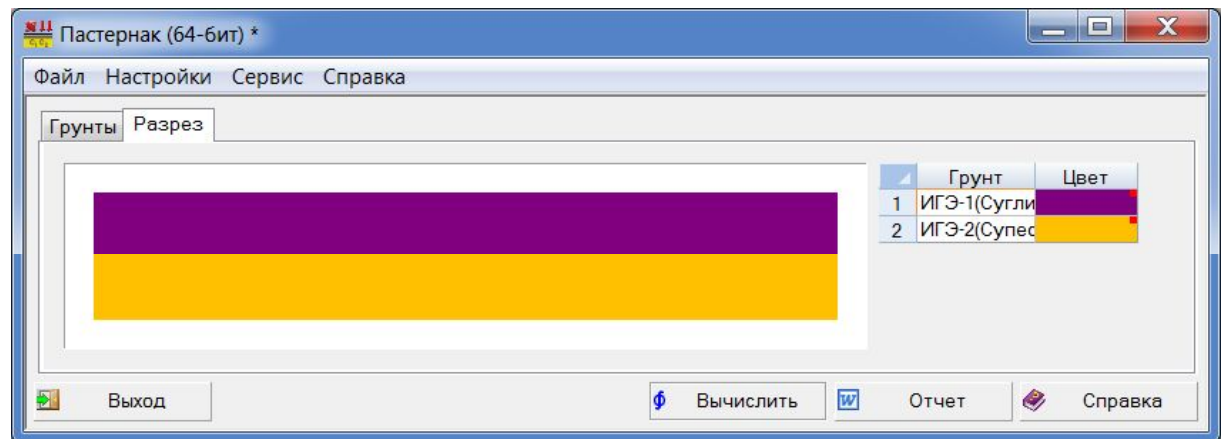 Пастернак (64-бит) *
Файл Настройки Сервис Справка
Грунты Разрез
Грунт Цвет
1 ИГЭ-1(Сугли
2 ИГЭ-2(Супес
Выход Вычислить Отчет Справка